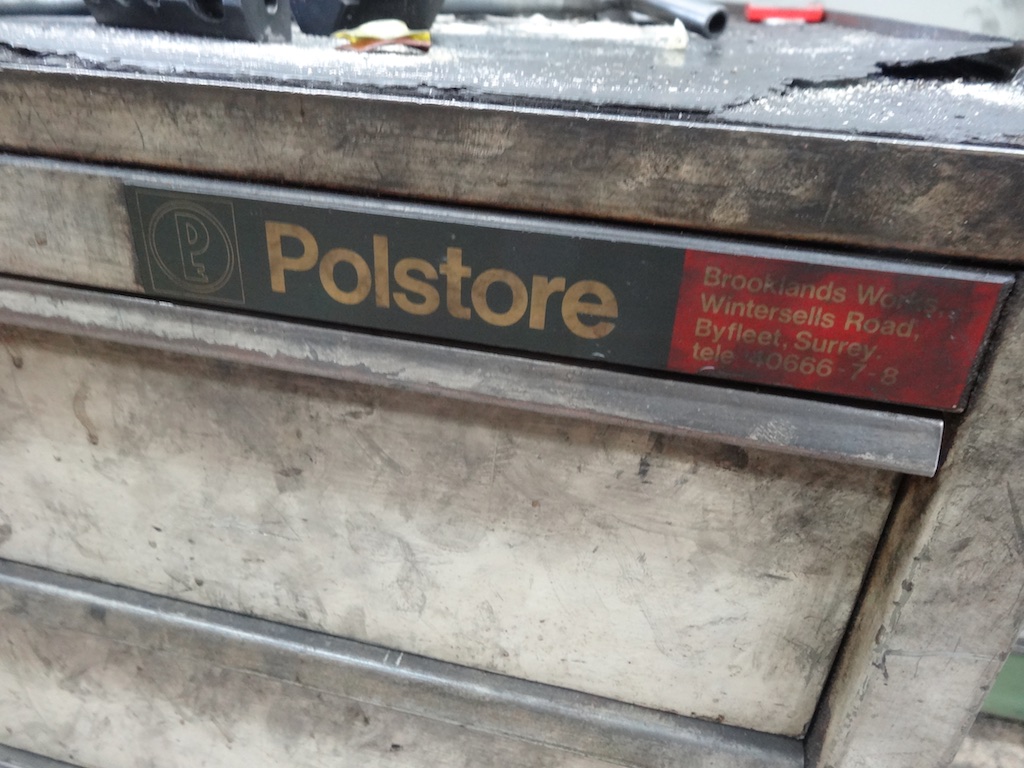 Polstore
Brooklands Works,
Wintersells Road,
Byfleet, Surrey.
tele 40666-7-8